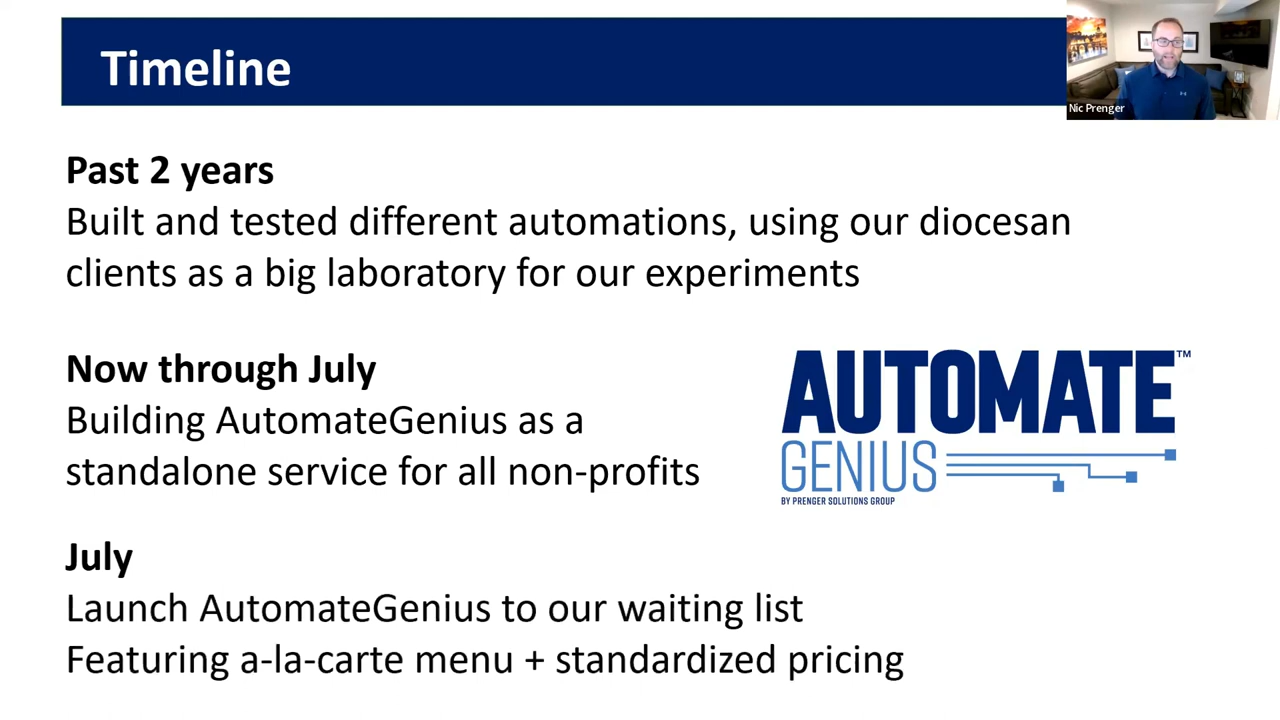 Timeline
Nic Prenger
Past 2 years
Built and tested different automations, using our diocesan
clients as a big laboratory for our experiments
Now through July
Building AutomateGenius as a
standalone service for all non-profits
AUTOMATE™
GENIUS
BY PRENGER SOLUTIONS GROUP
July
Launch AutomateGenius to our waiting list
Featuring a-la-carte menu + standardized pricing